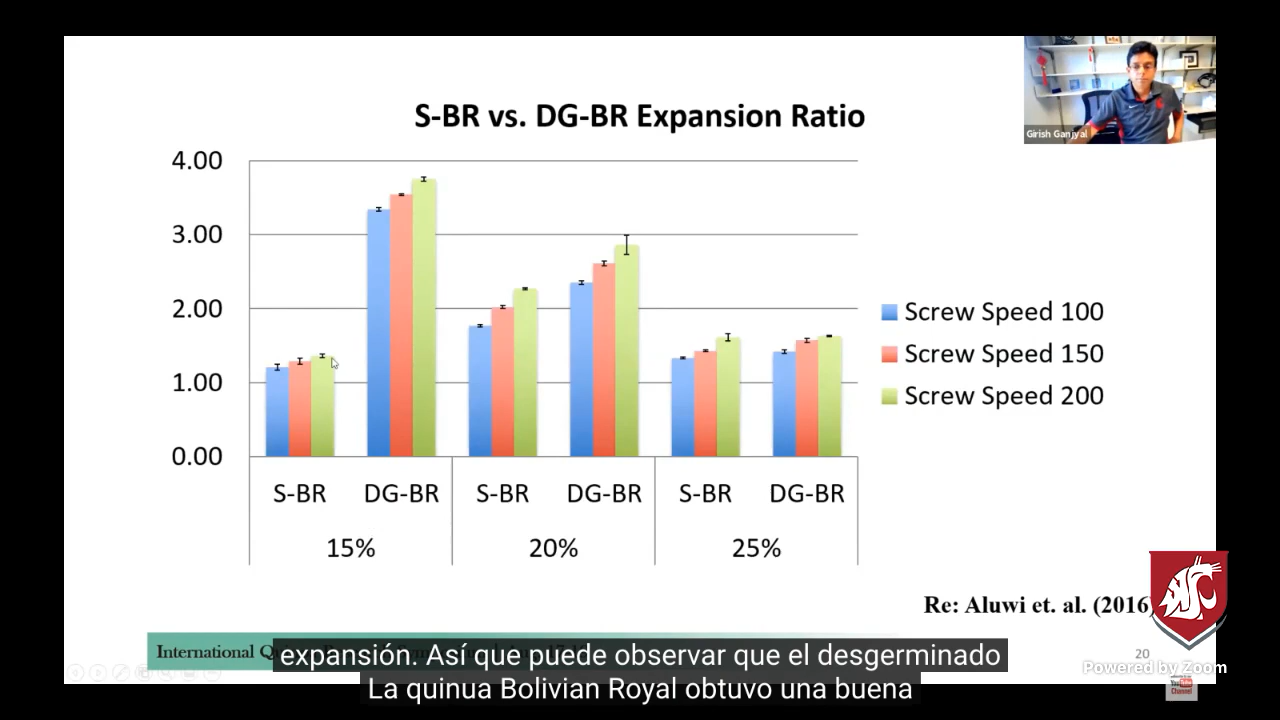 Girish Ganjyal
S-BR vs. DG-BR Expansion Ratio
4.00
3.00
2.00
1.00
0.00
Screw Speed 100
Screw Speed 150
Screw Speed 200
S-BR DG-BR S-BR DG-BR S-BR DG-BR
15% 20% 25%
Re: Aluwi et. al. (2016)
International
expansión. Así que puede observar que el desgerminado
La quinua Bolivian Royal obtuvo una buena
20
Powered by Zoom
YouTube
Channel